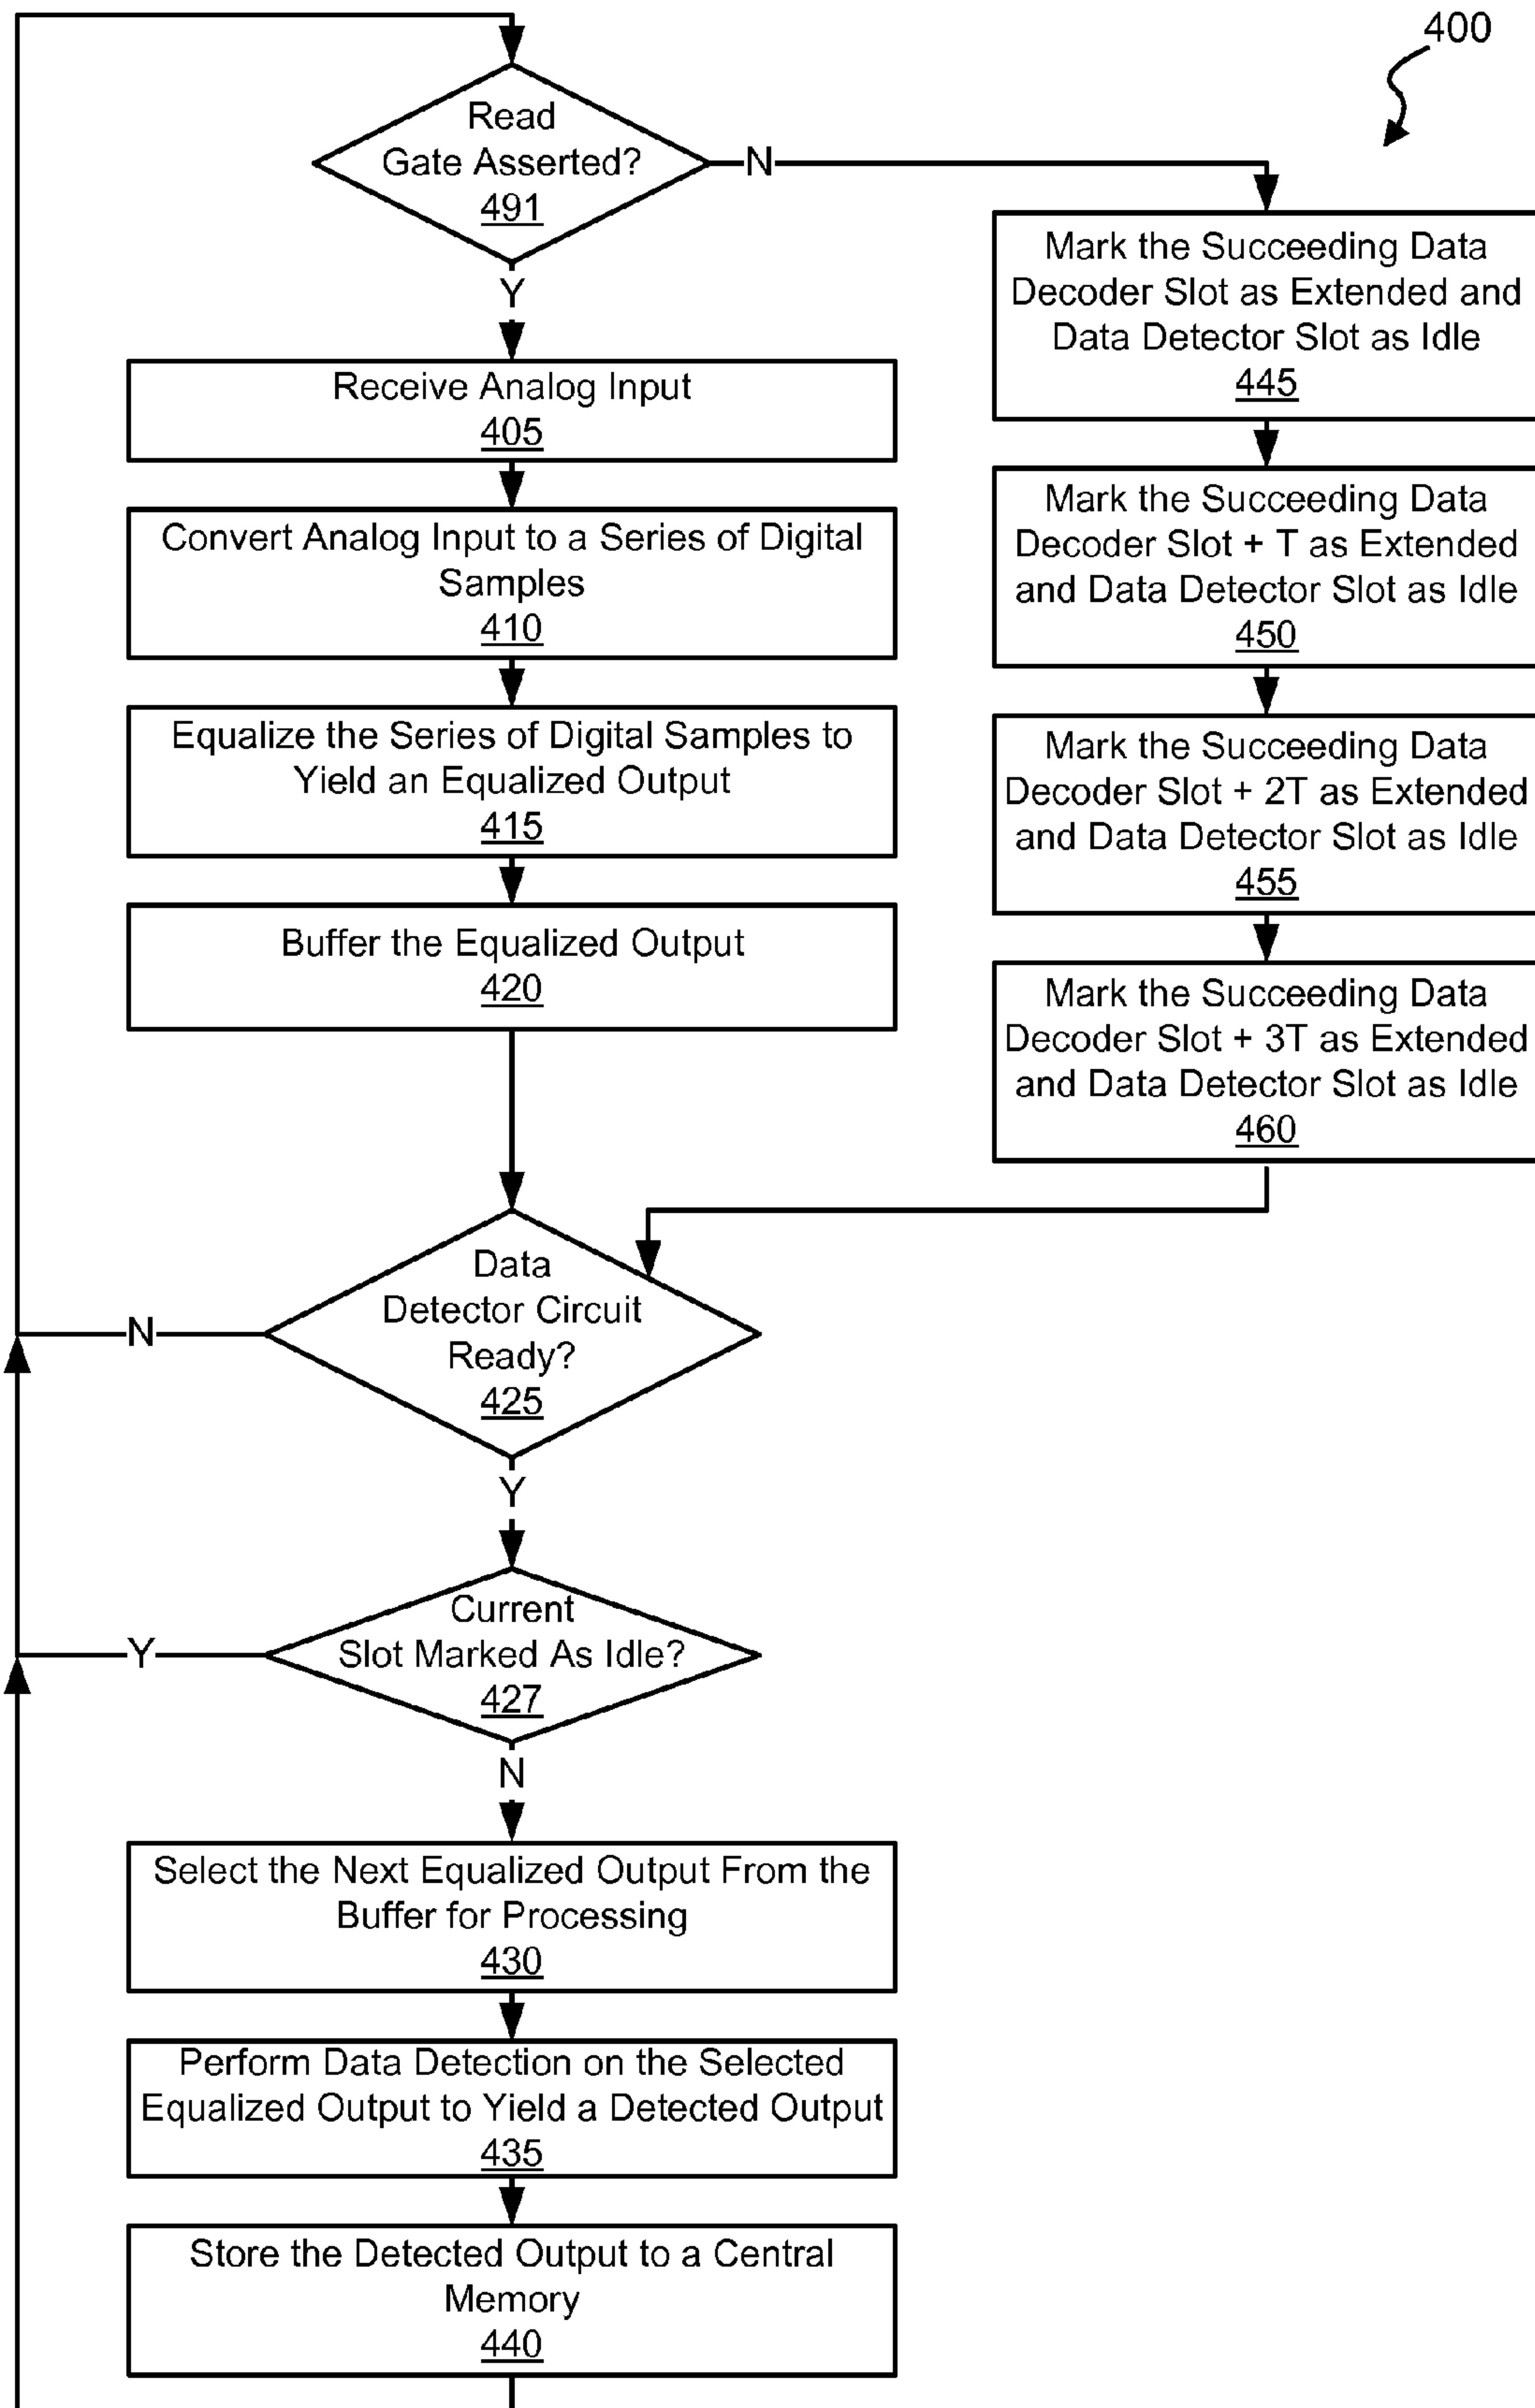 400
Read
Gate Asserted?
491
N
Y
Receive Analog Input
405
Convert Analog Input to a Series of Digital
Samples
410
Equalize the Series of Digital Samples to
Yield an Equalized Output
415
Buffer the Equalized Output
420
Mark the Succeeding Data
Decoder Slot as Extended and
Data Detector Slot as Idle
445
Mark the Succeeding Data
Decoder Slot + T as Extended
and Data Detector Slot as Idle
450
Mark the Succeeding Data
Decoder Slot + 2T as Extended
and Data Detector Slot as Idle
455
Mark the Succeeding Data
Decoder Slot + 3T as Extended
and Data Detector Slot as Idle
460
Data
Detector Circuit
Ready?
425
N
Y
Current
Slot Marked As Idle?
427
Y
N
Select the Next Equalized Output From the
Buffer for Processing
430
Perform Data Detection on the Selected
Equalized Output to Yield a Detected Output
435
Store the Detected Output to a Central
Memory
440